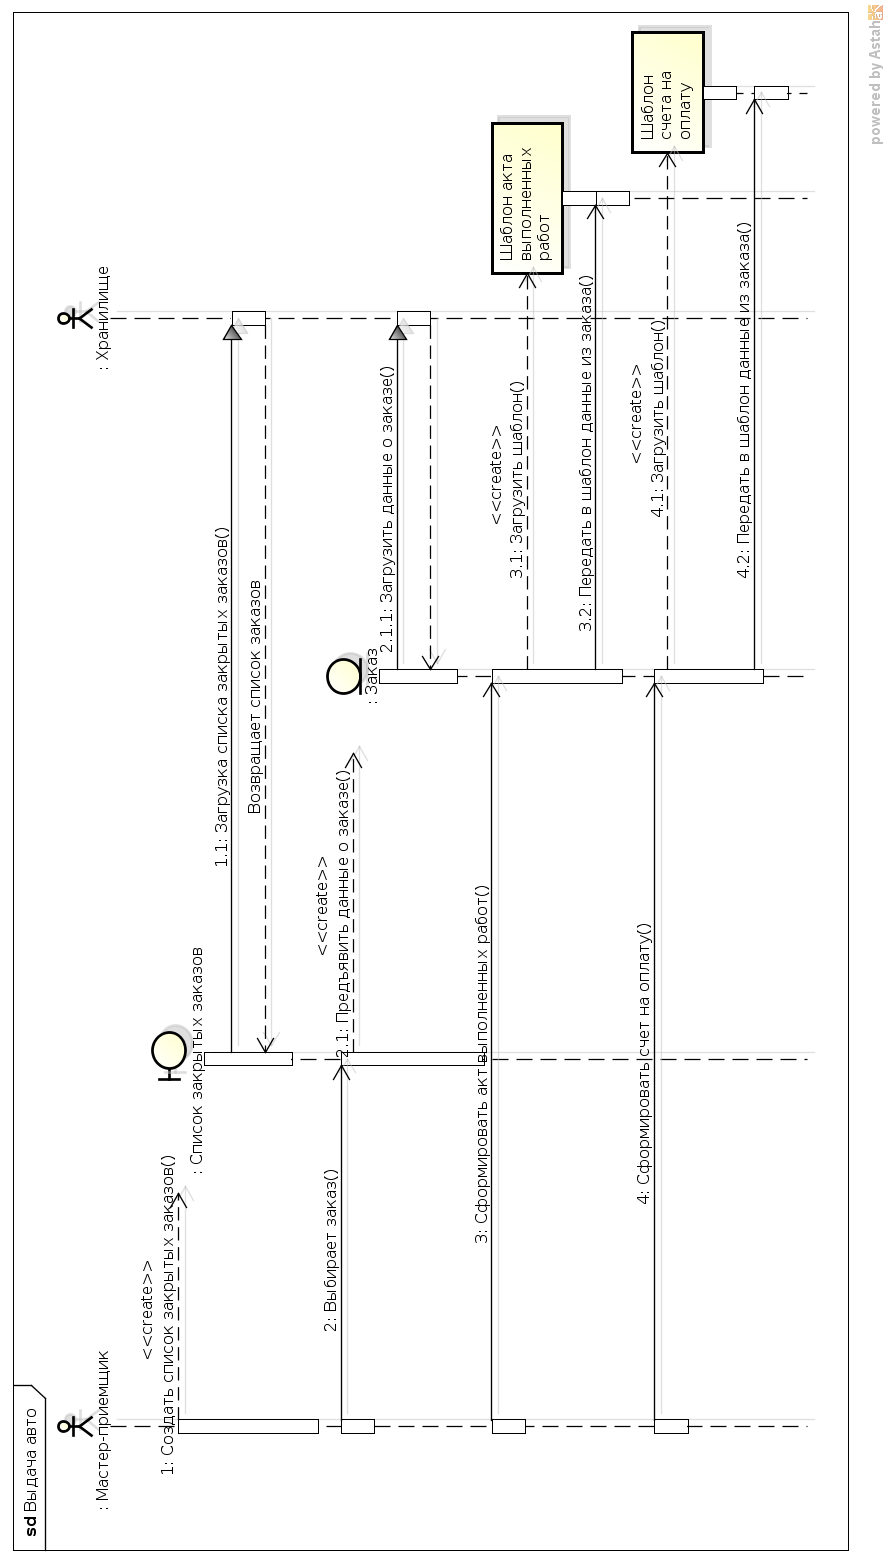 sd Выдача авто
: Мастер-приемщик
: Хранилище
<<create>>
1: Создать список закрытых заказов()
: Список закрытых заказов
1.1: Загрузка списка закрытых заказов()
Возвращает список заказов
2: Выбирает заказ()
<<create>>
2.1: Предъявить данные о заказе()
: Заказ
2.1.1: Загрузить данные о заказе()
3: Сформировать акт выполненных работ()
<<create>>
3.1: Загрузить шаблон()
Шаблон акта
выполненных
работ
3.2: Передать в шаблон данные из заказа()
4: Сформировать счет на оплату()
<<create>>
4.1: Загрузить шаблон()
Шаблон
счета на
оплату
4.2: Передать в шаблон данные из заказа()
powered by Astah